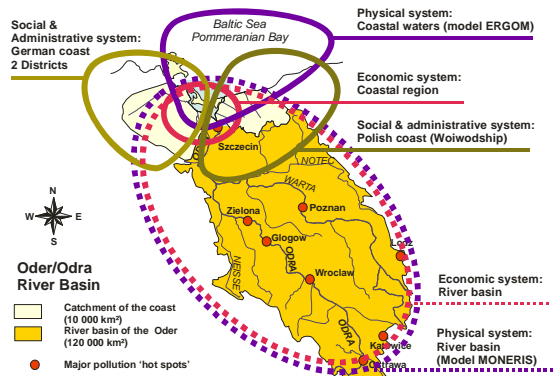 Social &
Administrative system:
German coast
2 Districts
Baltic Sea
Pommeranian Bay
Physical system:
Coastal waters (model ERGOM)
Economic system:
Coastal region
Social & administrative system:
Polish coast (Woiwodship)
Szczecin
NOTEC
WARTA
N
W
E
S
Zielona
Poznan
Glogow
Lodz
ODRA
NEISSE
Wroclaw
Oder/Odra
River Basin
Economic system:
River basin
Catchment of the coast
(10 000 km²)
River basin of the Oder
(120 000 km²)
ODRA
Katowice
Ostrawa
Physical system:
River basin
(Model MONERIS)
Major pollution ‘hot spots’